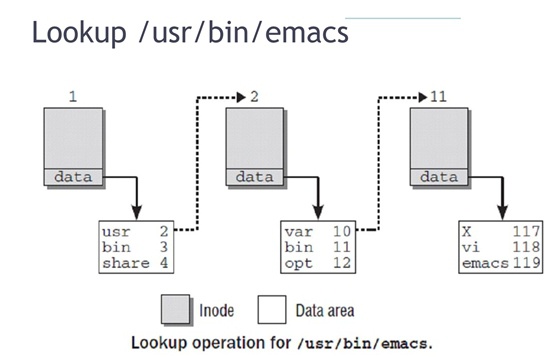 Lookup /usr/bin/emacs
1
2
11
data
data
data
usr 2
bin 3
share 4
var 10
bin 11
opt 12
X 117
vi 118
emacs 119
Inode
Data area
Lookup operation for /usr/bin/emacs.